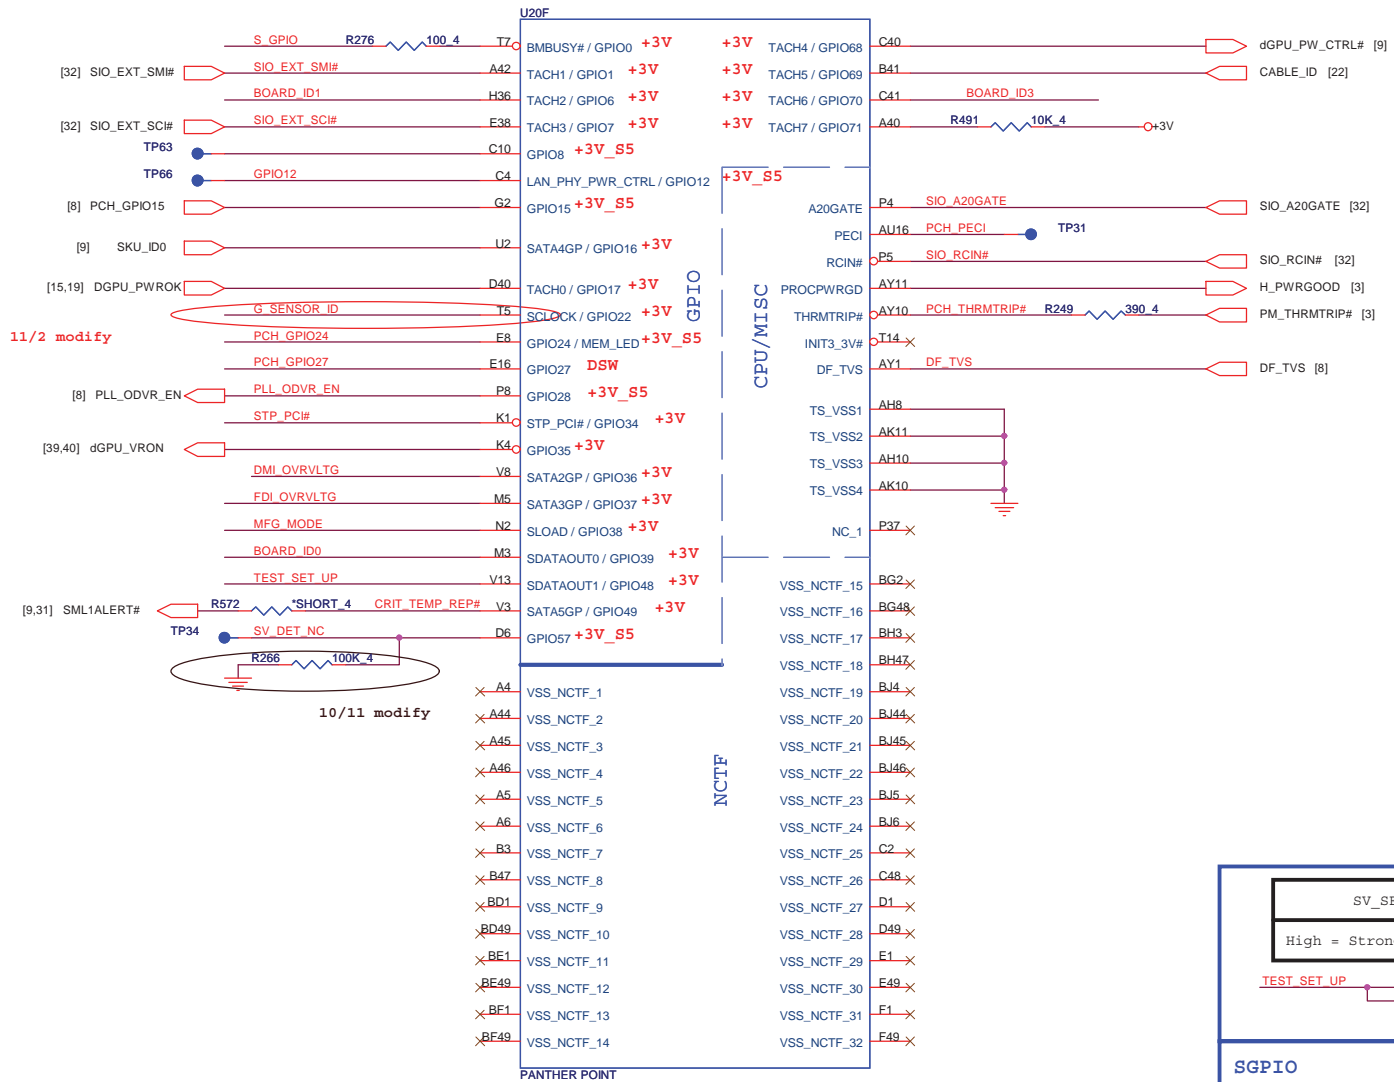 U20F
S_GPIO R276 100_4 T7 BMBUSY# / GPIO0 +3V +3V TACH4 / GPIO68 C40 dGPU_PW_CTRL# [9]
[32] SIO_EXT_SMI# SIO_EXT_SMI# A42 TACH1 / GPIO1 +3V +3V TACH5 / GPIO69 B41 CABLE_ID [22]
BOARD_ID1 H36 TACH2 / GPIO6 +3V +3V TACH6 / GPIO70 C41 BOARD_ID3
[32] SIO_EXT_SCI# SIO_EXT_SCI# E38 TACH3 / GPIO7 +3V +3V TACH7 / GPIO71 A40 R491 10K_4 +3V
TP63 C10 GPIO8 +3V_S5
TP66 GPIO12 C4 LAN_PHY_PWR_CTRL / GPIO12 +3V_S5
[8] PCH_GPIO15 G2 GPIO15 +3V_S5 A20GATE P4 SIO_A20GATE SIO_A20GATE [32]
PECI AU16 PCH_PECI TP31
[9] SKU_ID0 U2 SATA4GP / GPIO16 +3V
RCIN# P5 SIO_RCIN# SIO_RCIN# [32]
[15,19] DGPU_PWROK D40 TACH0 / GPIO17 +3V PROCPWRGD AY11 H_PWRGOOD [3]
G_SENSOR_ID T5 SCLOCK / GPIO22 +3V THRMTRIP# AY10 PCH_THRMTRIP# R249 390_4 PM_THRMTRIP# [3]
GPIO
CPU/MISC
11/2 modify
PCH_GPIO24 E8 GPIO24 / MEM_LED +3V_S5 INIT3_3V# T14
PCH_GPIO27 E16 GPIO27 DSW DF_TVS AY1 DF_TVS DF_TVS [8]
[8] PLL_ODVR_EN PLL_ODVR_EN P8 GPIO28 +3V_S5
STP_PCI# K1 STP_PCI# / GPIO34 +3V TS_VSS1 AH8
[39,40] dGPU_VRON K4 GPIO35 +3V TS_VSS2 AK11
DMI_OVRVLTG V8 SATA2GP / GPIO36 +3V TS_VSS3 AH10
FDI_OVRVLTG M5 SATA3GP / GPIO37 +3V TS_VSS4 AK10
MFG_MODE N2 SLOAD / GPIO38 +3V NC_1 P37
BOARD_ID0 M3 SDATAOUT0 / GPIO39 +3V
TEST_SET_UP V13 SDATAOUT1 / GPIO48 +3V VSS_NCTF_15 BG2
[9,31] SML1ALERT# R572 *SHORT_4 CRIT_TEMP_REP# V3 SATA5GP / GPIO49 +3V VSS_NCTF_16 BG48
TP34 SV_DET_NC D6 GPIO57 +3V_S5 VSS_NCTF_17 BH3
R266 100K_4 VSS_NCTF_18 BH47
10/11 modify
A4 VSS_NCTF_1 VSS_NCTF_19 BJ4
A44 VSS_NCTF_2 VSS_NCTF_20 BJ44
A45 VSS_NCTF_3 VSS_NCTF_21 BJ45
A46 VSS_NCTF_4 VSS_NCTF_22 BJ46
NCTF
A5 VSS_NCTF_5 VSS_NCTF_23 BJ5
A6 VSS_NCTF_6 VSS_NCTF_24 BJ6
B3 VSS_NCTF_7 VSS_NCTF_25 C2
B47 VSS_NCTF_8 VSS_NCTF_26 C48
BD1 VSS_NCTF_9 VSS_NCTF_27 D1
BD49 VSS_NCTF_10 VSS_NCTF_28 D49
BE1 VSS_NCTF_11 VSS_NCTF_29 E1
BE49 VSS_NCTF_12 VSS_NCTF_30 E49
BF1 VSS_NCTF_13 VSS_NCTF_31 F1
BF49 VSS_NCTF_14 VSS_NCTF_32 F49
PANTHER POINT
High =
TEST_SET_UP
SGPIO